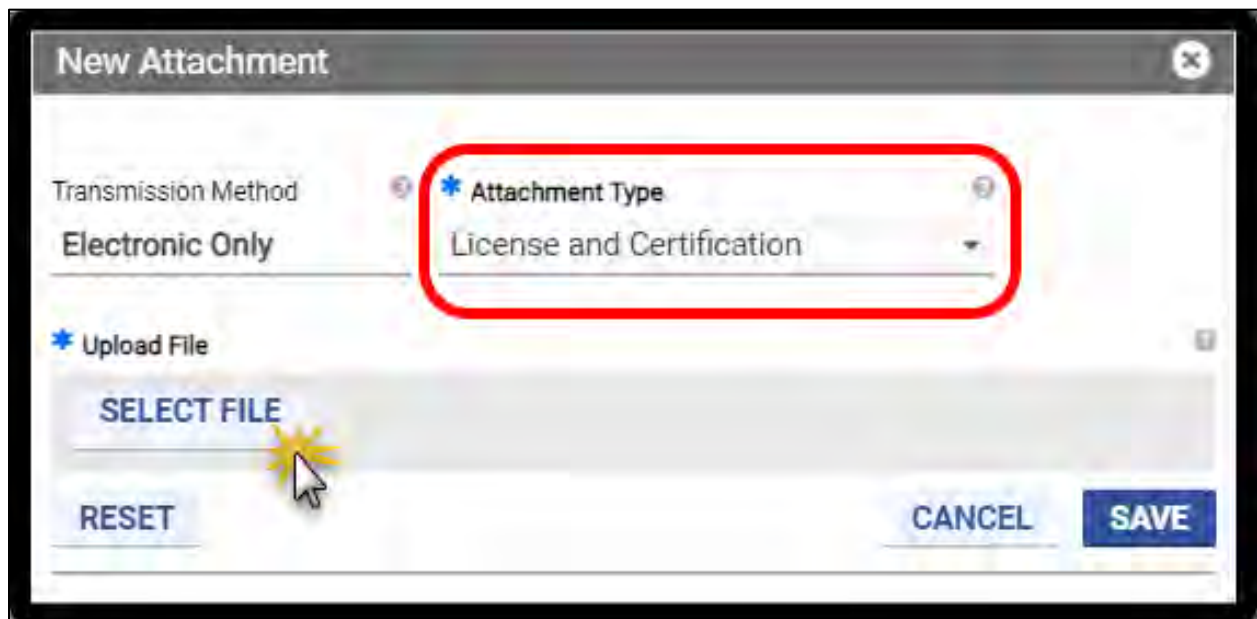 New Attachment
Transmission Method
* Attachment Type
Electronic Only
License and Certification
* Upload File
SELECT FILE
RESET
CANCEL
SAVE